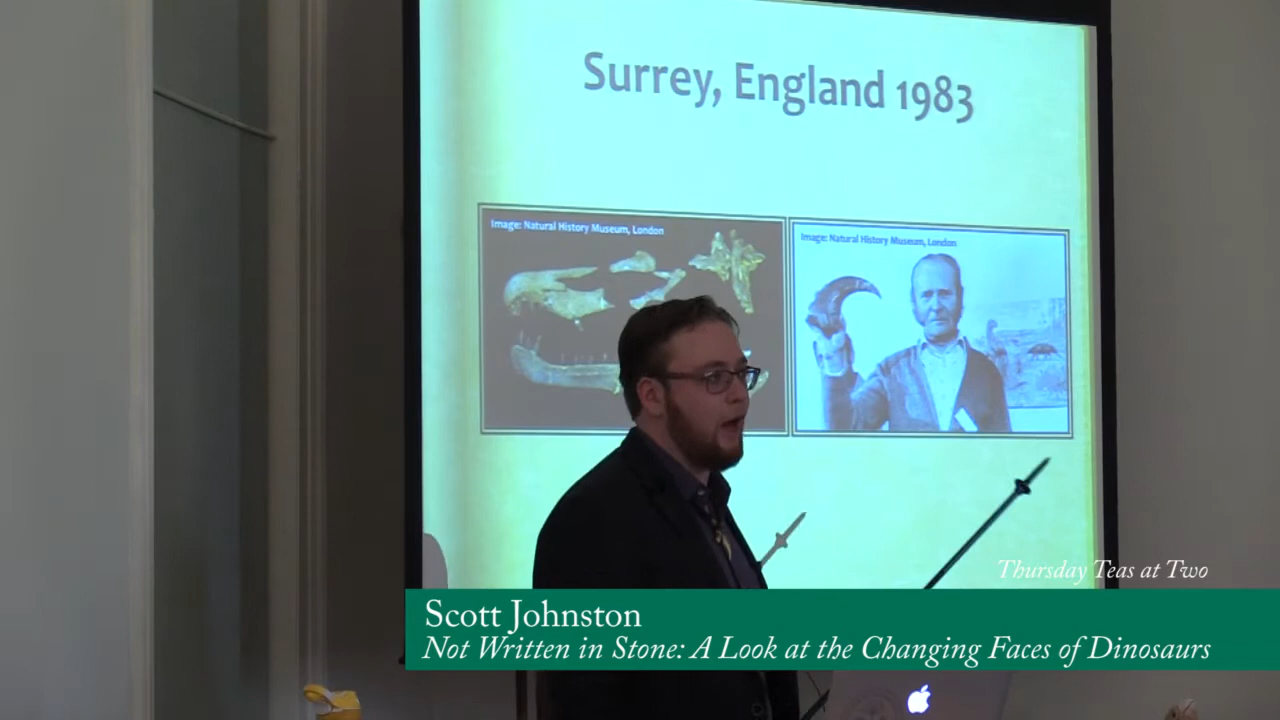 Surrey, England 1983
Image: Natural History Museum, London
Image: Natural History Museum, London
Thursday Teas at Two
Scott Johnston
Not Written in Stone: A Look at the Changing Faces of Dinosaurs